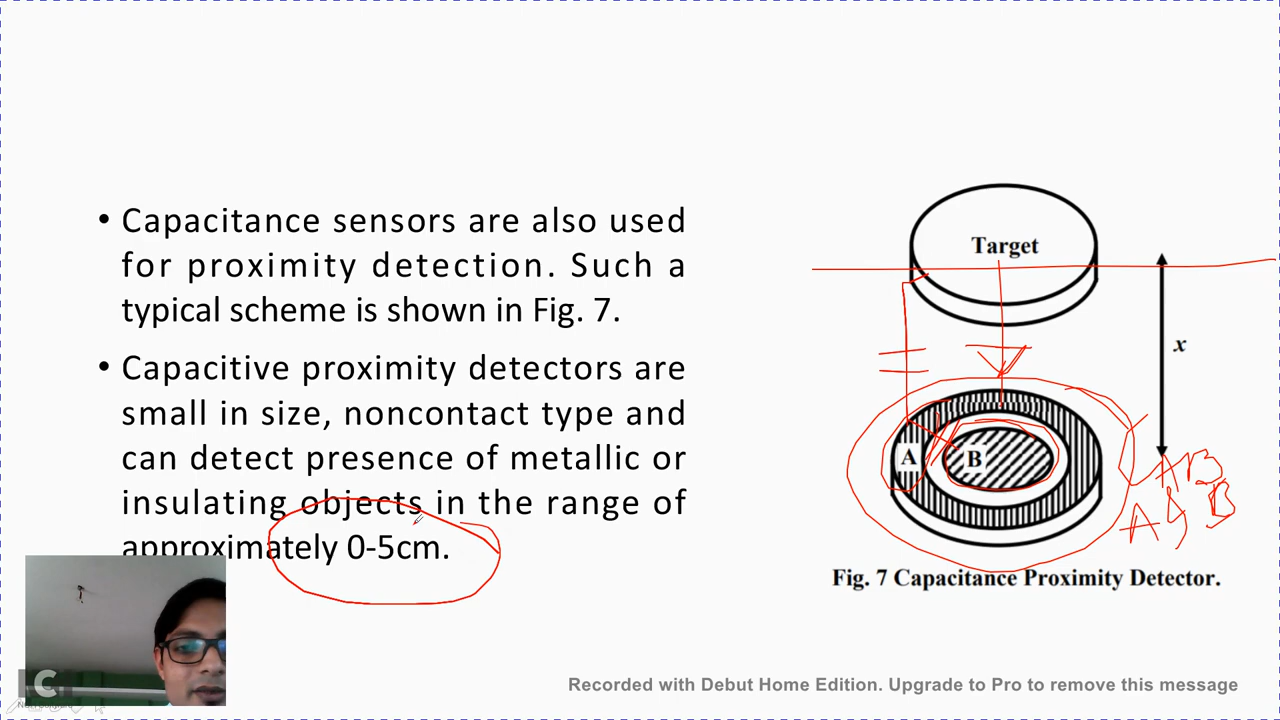 • Capacitance sensors are also used
for proximity detection. Such a
typical scheme is shown in Fig. 7.
• Capacitive proximity detectors are
small in size, noncontact type and
can detect presence of metallic or
insulating objects in the range of
approximately 0-5cm.
Target
x
A
B
AB
A & B
Fig. 7 Capacitance Proximity Detector.
Recorded with Debut Home Edition. Upgrade to Pro to remove this message